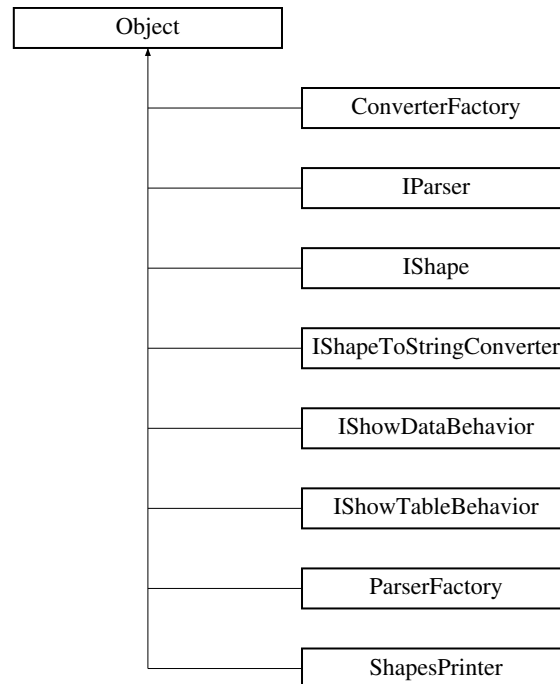 Object
ConverterFactory
IParser
IShape
IShapeToStringConverter
IShowDataBehavior
IShowTableBehavior
ParserFactory
ShapesPrinter